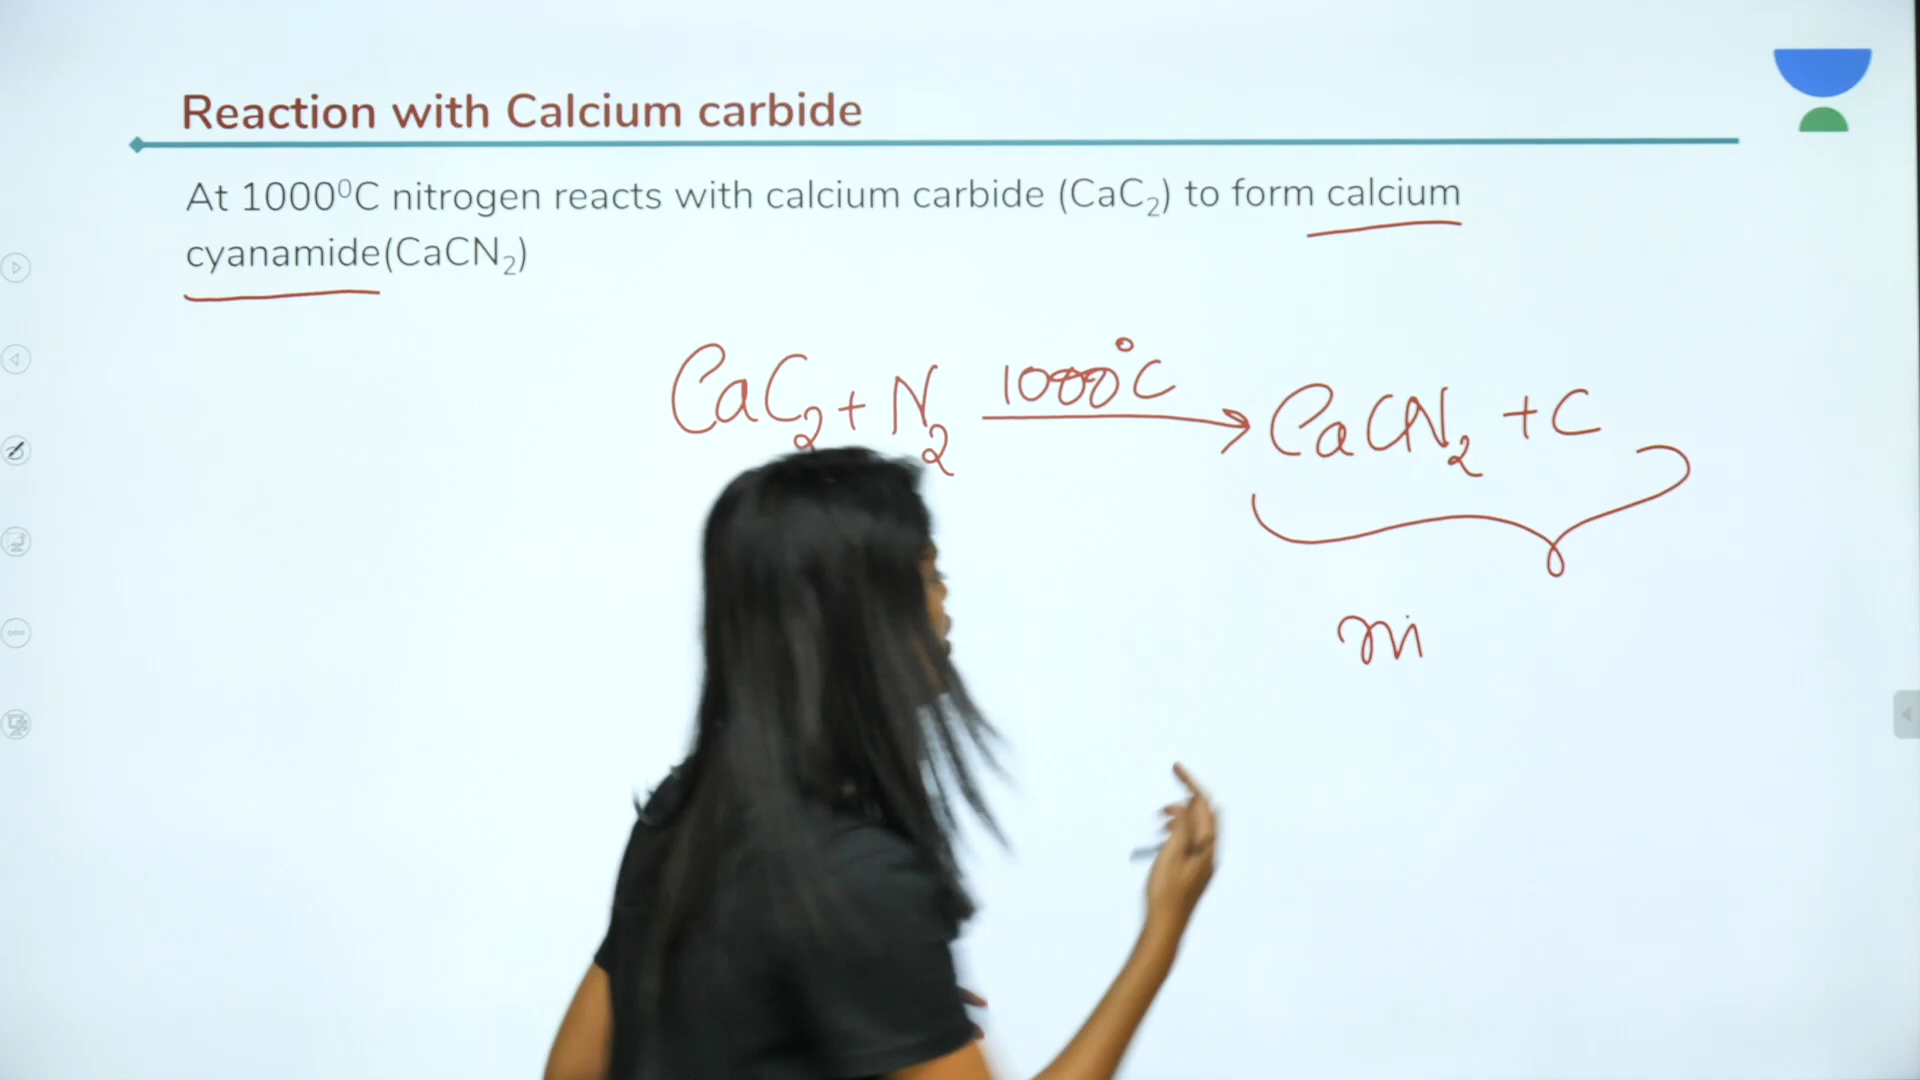 Reaction with Calcium carbide
At 1000⁰C nitrogen reacts with calcium carbide (CaC₂) to form calcium
cyanamide(CaCN₂)
CaC₂ + N₂ 1000°C → CaCN₂ + C